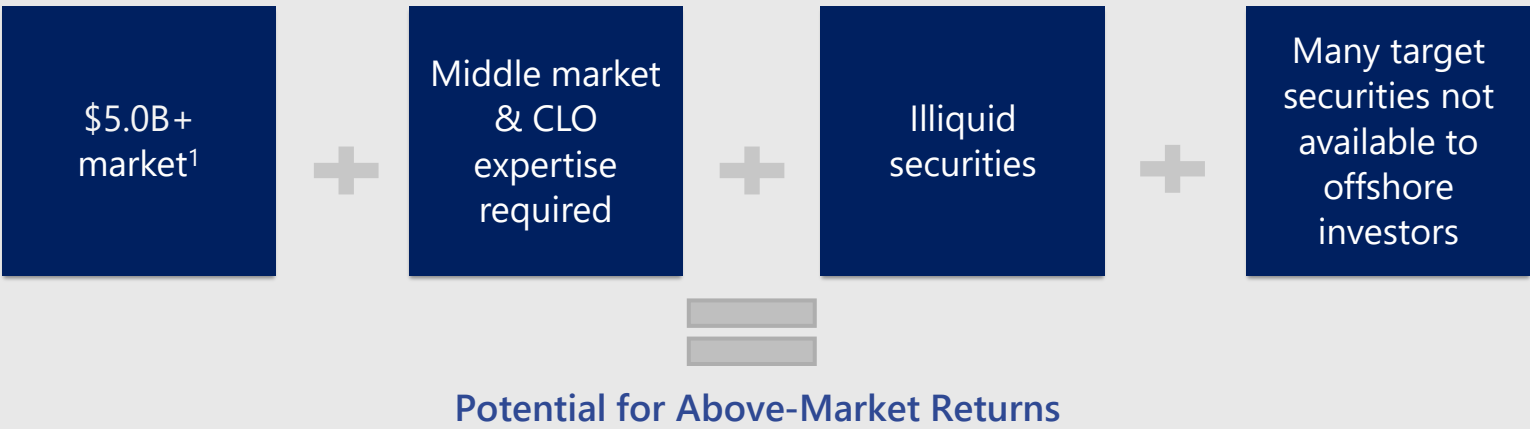 $5.0B+
market¹
Middle market
& CLO
expertise
required
Illiquid
securities
Many target
securities not
available to
offshore
investors
Potential for Above-Market Returns